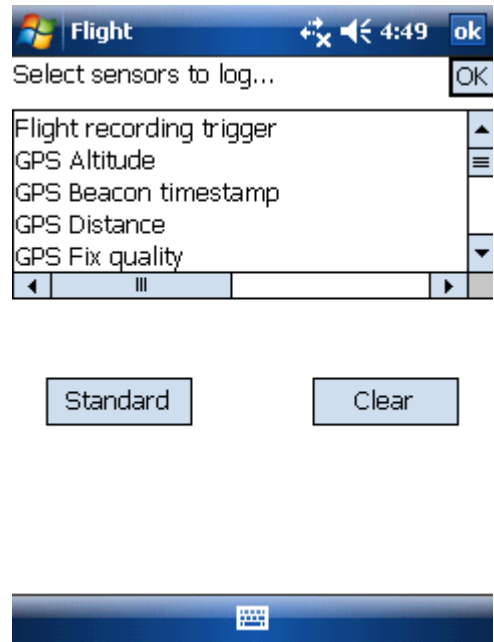 Flight 4:49 ok
Select sensors to log... OK
Flight recording trigger
GPS Altitude
GPS Beacon timestamp
GPS Distance
GPS Fix quality
Standard Clear